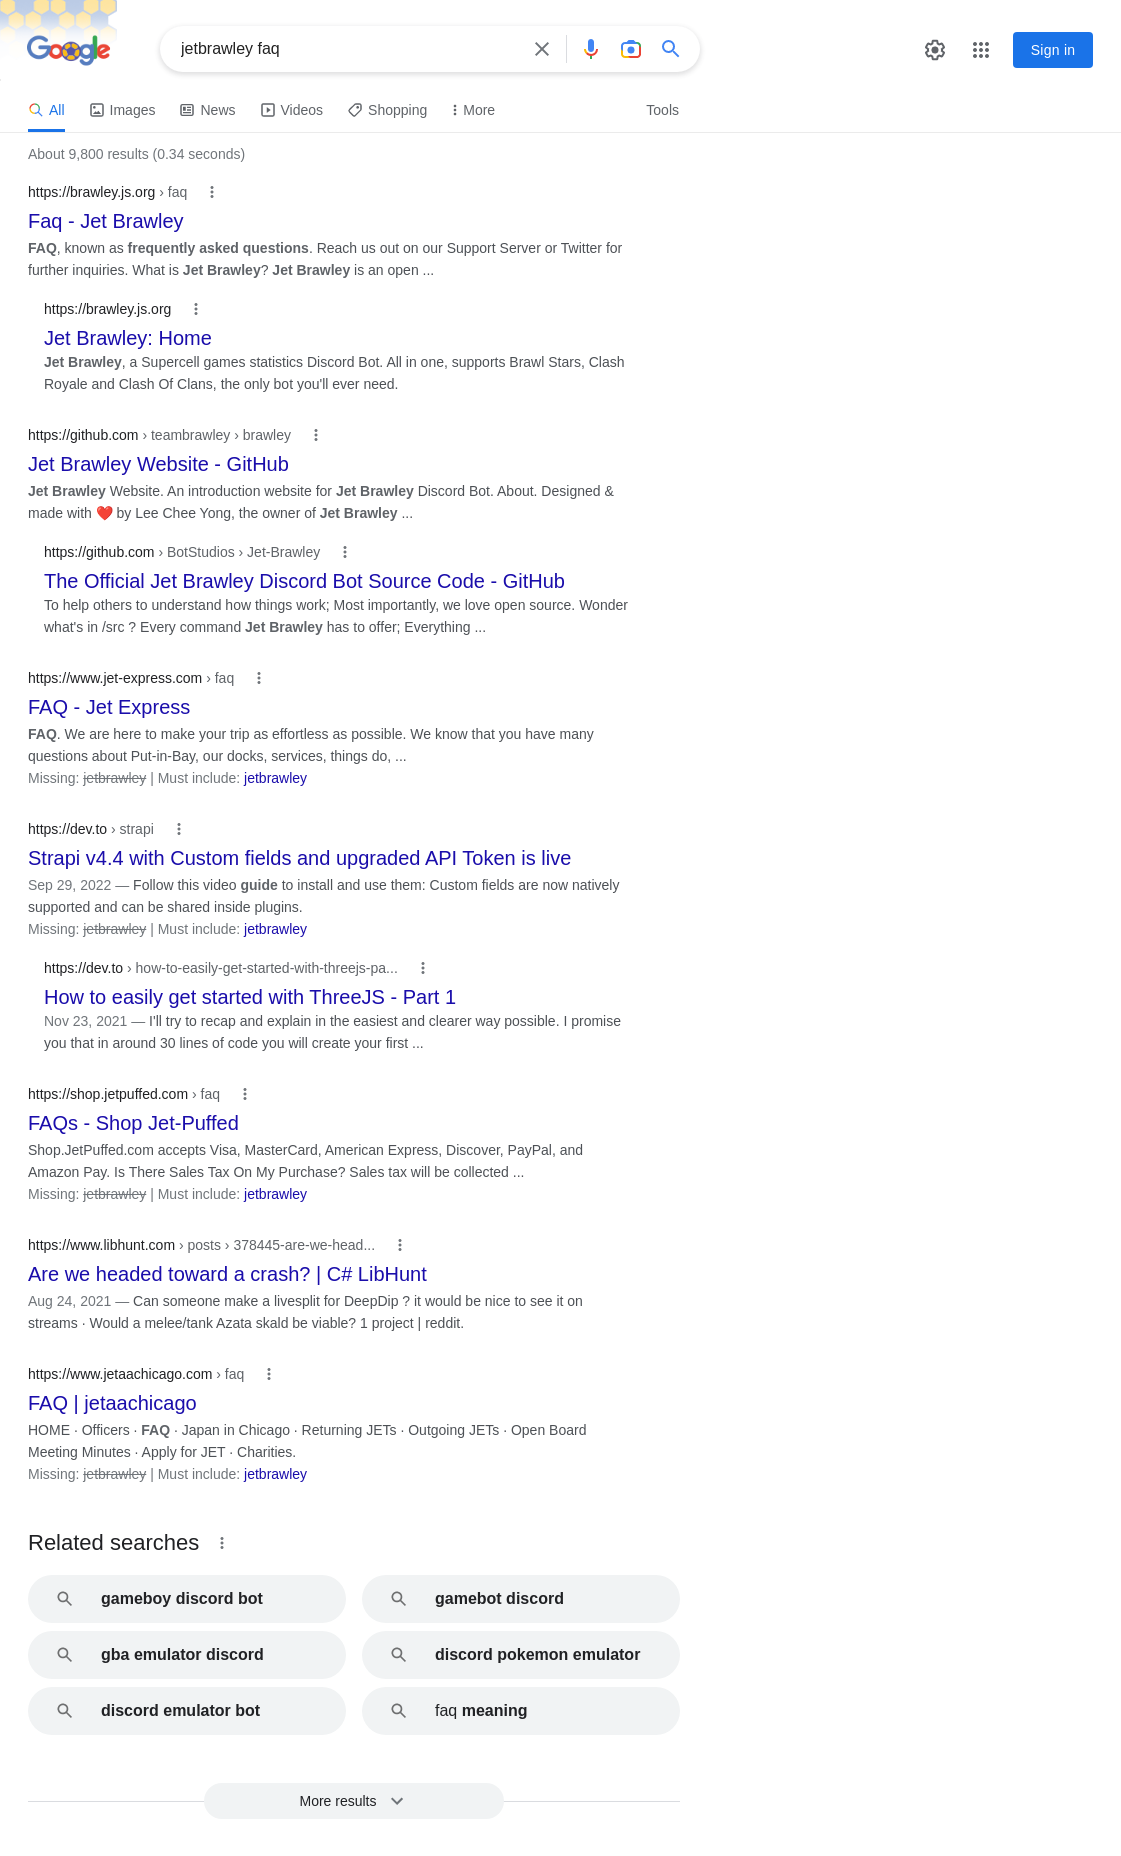 Google
jetbrawley faq
Sign in
All Images News Videos Shopping More Tools
About 9,800 results (0.34 seconds)
https://brawley.js.org › faq
Faq - Jet Brawley
FAQ, known as frequently asked questions. Reach us out on our Support Server or Twitter for
further inquiries. What is Jet Brawley? Jet Brawley is an open ...
https://brawley.js.org
Jet Brawley: Home
Jet Brawley, a Supercell games statistics Discord Bot. All in one, supports Brawl Stars, Clash
Royale and Clash Of Clans, the only bot you'll ever need.
https://github.com › teambrawley › brawley
Jet Brawley Website - GitHub
Jet Brawley Website. An introduction website for Jet Brawley Discord Bot. About. Designed &
made with ❤️ by Lee Chee Yong, the owner of Jet Brawley ...
https://github.com › BotStudios › Jet-Brawley
The Official Jet Brawley Discord Bot Source Code - GitHub
To help others to understand how things work; Most importantly, we love open source. Wonder
what's in /src ? Every command Jet Brawley has to offer; Everything ...
https://www.jet-express.com › faq
FAQ - Jet Express
FAQ. We are here to make your trip as effortless as possible. We know that you have many
questions about Put-in-Bay, our docks, services, things do, ...
Missing: jetbrawley | Must include: jetbrawley
https://dev.to › strapi
Strapi v4.4 with Custom fields and upgraded API Token is live
Sep 29, 2022 — Follow this video guide to install and use them: Custom fields are now natively
supported and can be shared inside plugins.
Missing: jetbrawley | Must include: jetbrawley
https://dev.to › how-to-easily-get-started-with-threejs-pa...
How to easily get started with ThreeJS - Part 1
Nov 23, 2021 — I'll try to recap and explain in the easiest and clearer way possible. I promise
you that in around 30 lines of code you will create your first ...
https://shop.jetpuffed.com › faq
FAQs - Shop Jet-Puffed
Shop.JetPuffed.com accepts Visa, MasterCard, American Express, Discover, PayPal, and
Amazon Pay. Is There Sales Tax On My Purchase? Sales tax will be collected ...
Missing: jetbrawley | Must include: jetbrawley
https://www.libhunt.com › posts › 378445-are-we-head...
Are we headed toward a crash? | C# LibHunt
Aug 24, 2021 — Can someone make a livesplit for DeepDip ? it would be nice to see it on
streams · Would a melee/tank Azata skald be viable? 1 project | reddit.
https://www.jetaachicago.com › faq
FAQ | jetaachicago
HOME · Officers · FAQ · Japan in Chicago · Returning JETs · Outgoing JETs · Open Board
Meeting Minutes · Apply for JET · Charities.
Missing: jetbrawley | Must include: jetbrawley
Related searches
gameboy discord bot
gamebot discord
gba emulator discord
discord pokemon emulator
discord emulator bot
faq meaning
More results